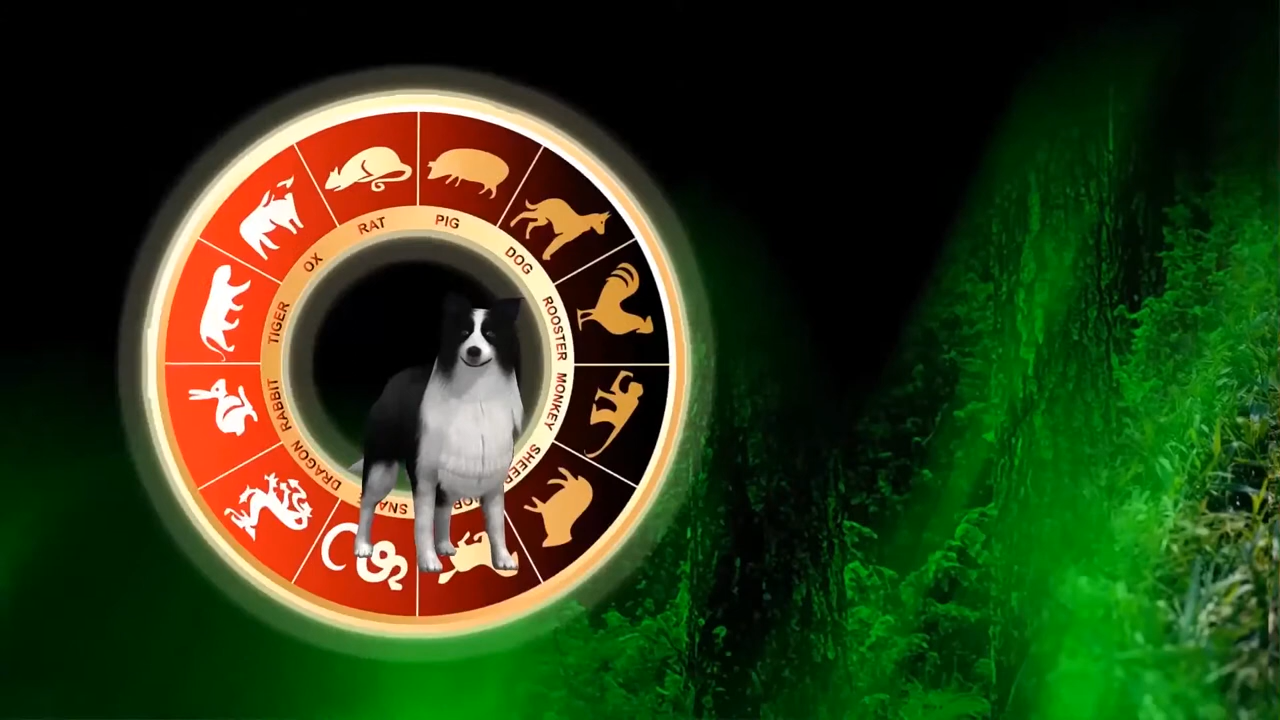 RAT
PIG
DOG
ROOSTER
MONKEY
SHEEP
DRAGON
RABBIT
TIGER
OX